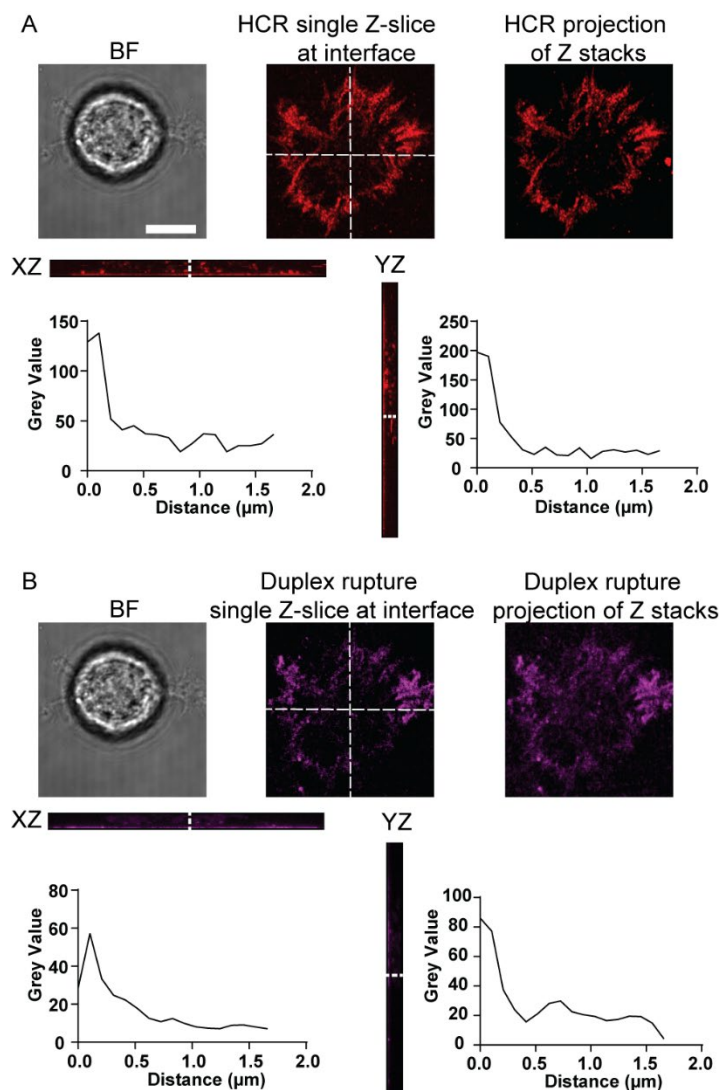 A
BF
HCR single Z-slice
at interface
HCR projection
of Z stacks
XZ
YZ
150
100
50
0
Grey Value
0.0 0.5 1.0 1.5 2.0
Distance (µm)
250
200
150
100
50
0
Grey Value
0.0 0.5 1.0 1.5 2.0
Distance (µm)
B
BF
Duplex rupture
single Z-slice at interface
Duplex rupture
projection of Z stacks
XZ
YZ
80
60
40
20
0
Grey Value
0.0 0.5 1.0 1.5 2.0
Distance (µm)
100
80
60
40
20
0
Grey Value
0.0 0.5 1.0 1.5 2.0
Distance (µm)